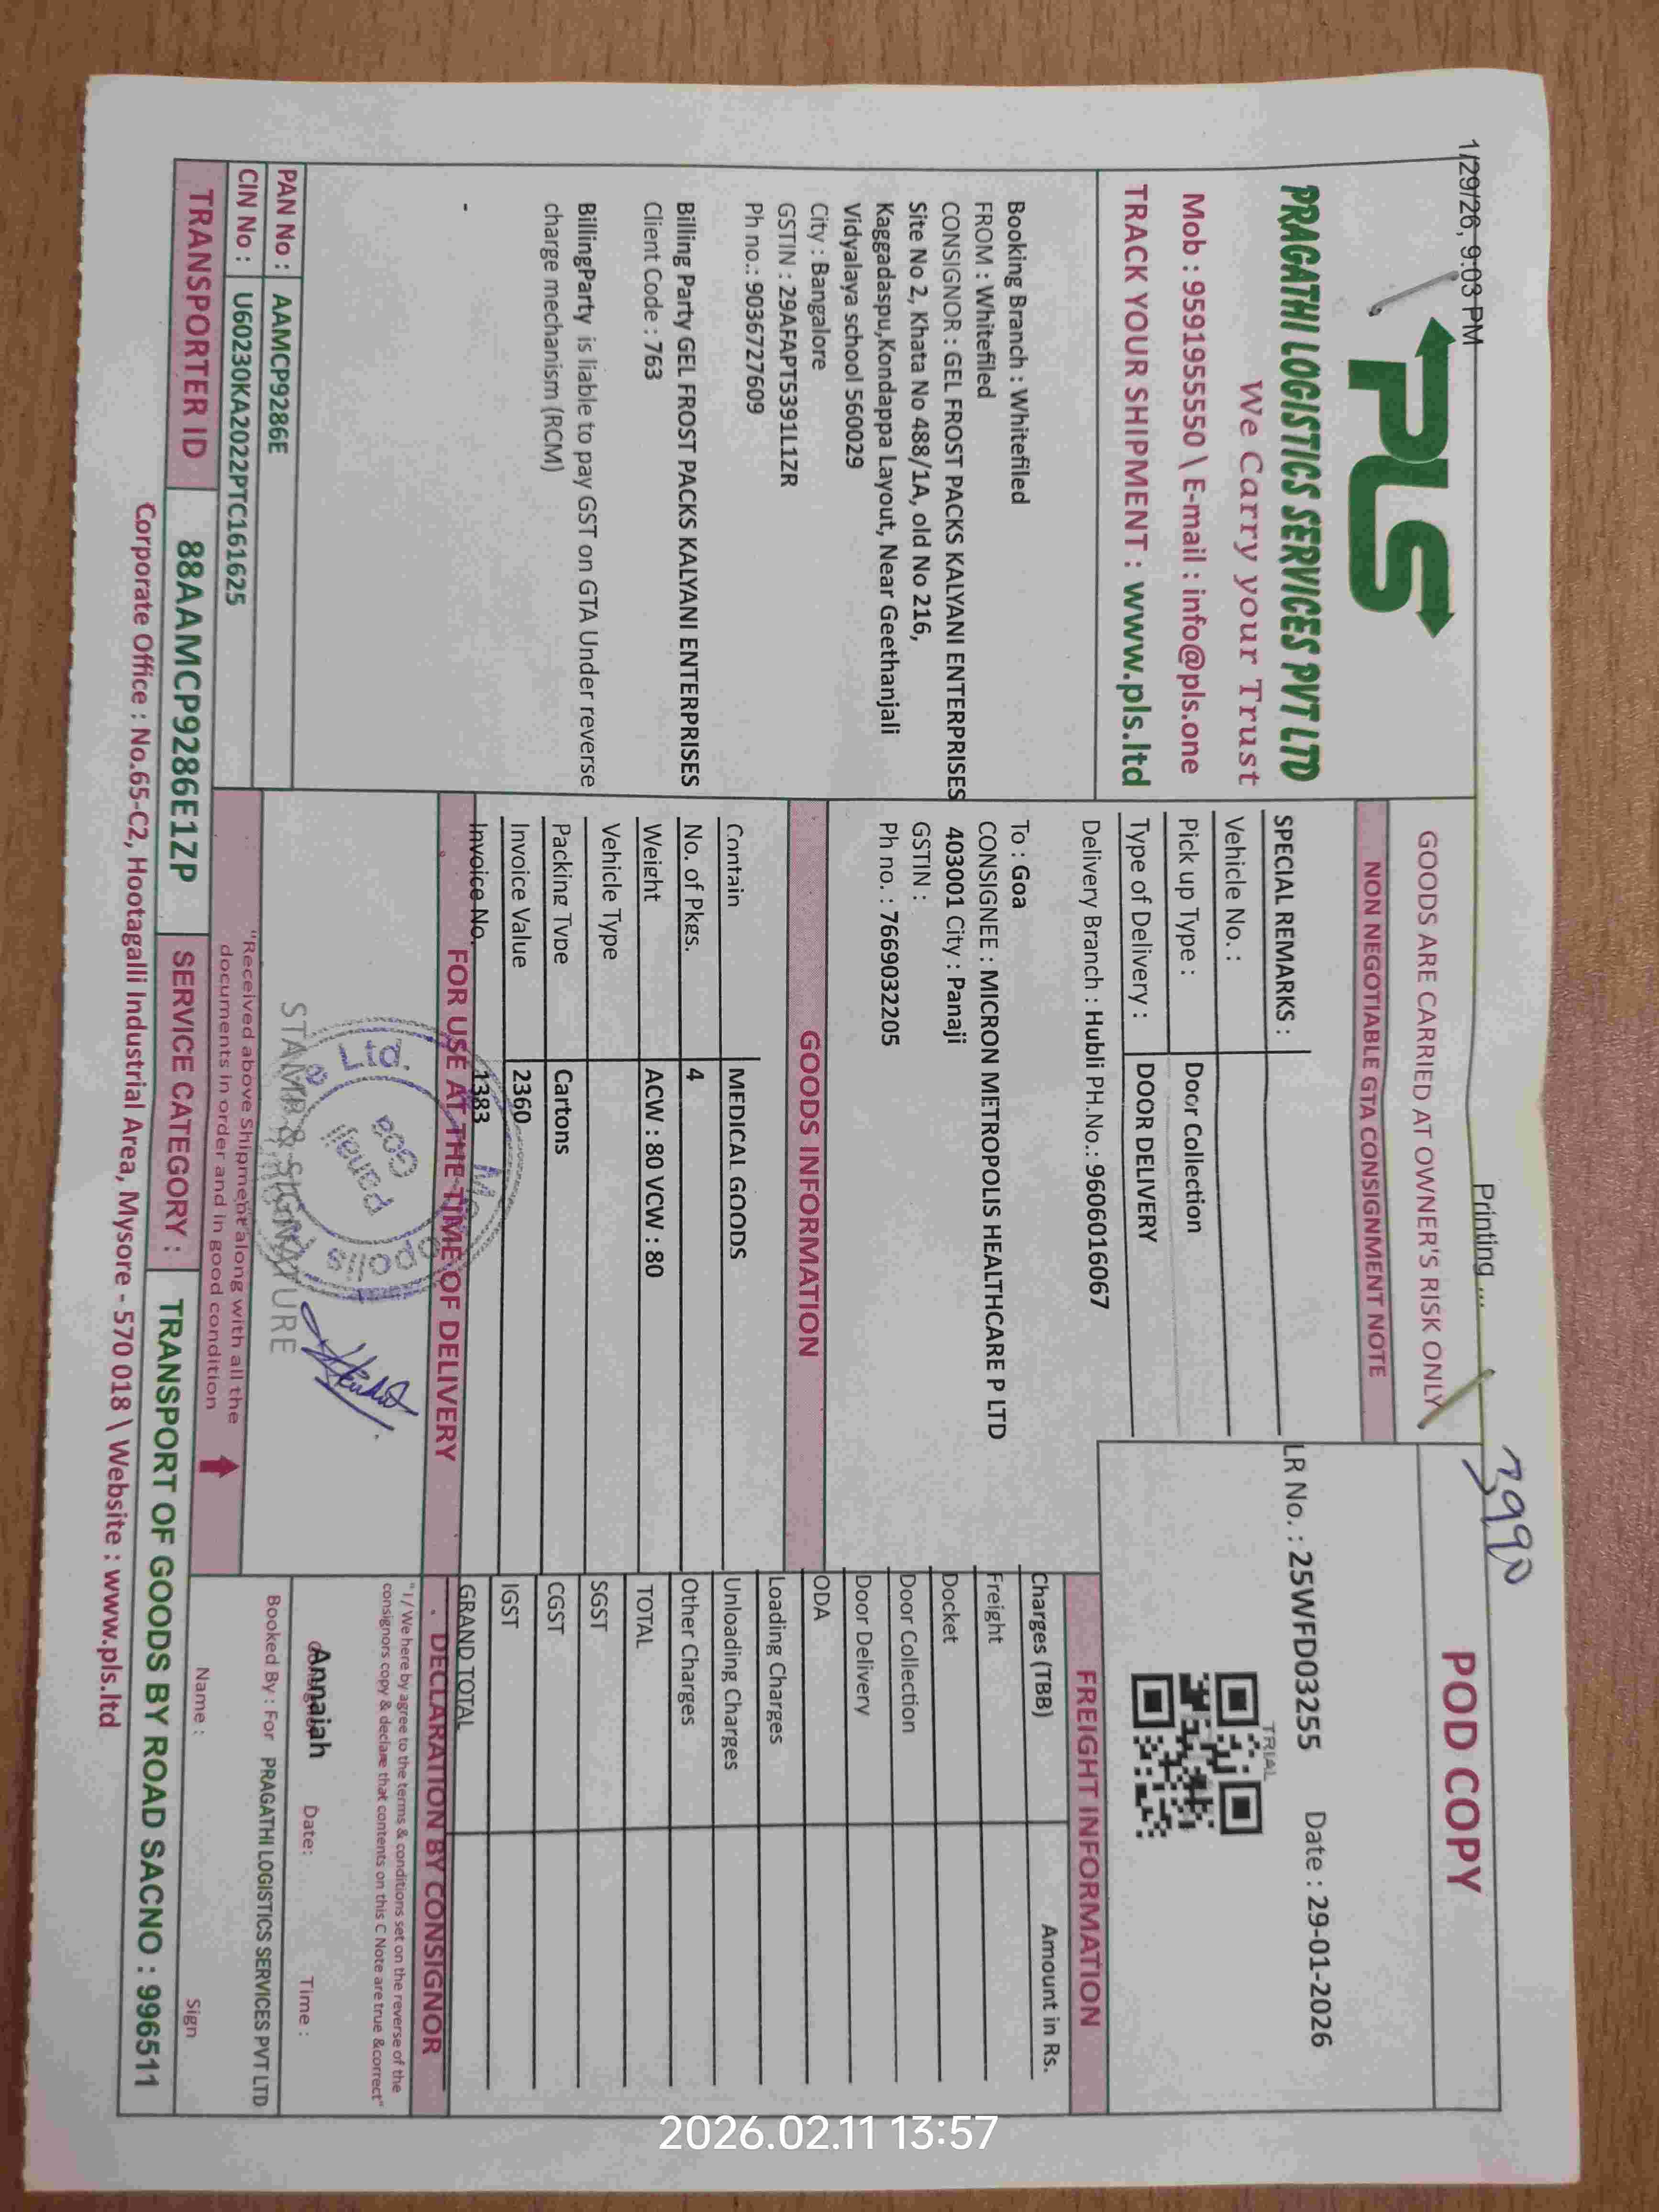 1/29/26, 9:03 PM
Printing ...
3990
PLS
PRAGATHI LOGISTICS SERVICES PVT LTD
We Carry your Trust
Mob : 9591955550 \ E-mail : info@pls.one
TRACK YOUR SHIPMENT : www.pls.ltd
GOODS ARE CARRIED AT OWNER'S RISK ONLY
NON NEGOTIABLE GTA CONSIGNMENT NOTE
SPECIAL REMARKS :
Vehicle No. :
Pick up Type : Door Collection
Type of Delivery : DOOR DELIVERY
Delivery Branch : Hubli PH.No.: 9606016067
POD COPY
LR No. : 25WFD03255 Date : 29-01-2026
TRIAL
Booking Branch : Whitefiled
FROM : Whitefiled
CONSIGNOR : GEL FROST PACKS KALYANI ENTERPRISES
Site No 2, Khata No 488/1A, old No 216,
Kaggadaspu,Kondappa Layout, Near Geethanjali
Vidyalaya school 560029
City : Bangalore
GSTIN : 29AFAPT5391L1ZR
Ph no.: 9036727609
Billing Party GEL FROST PACKS KALYANI ENTERPRISES
Client Code : 763
BillingParty is liable to pay GST on GTA Under reverse
charge mechanism (RCM)
-
To : Goa
CONSIGNEE : MICRON METROPOLIS HEALTHCARE P LTD
403001 City : Panaji
GSTIN :
Ph no. : 7669032205
GOODS INFORMATION
Contain MEDICAL GOODS
No. of Pkgs. 4
Weight ACW : 80 VCW : 80
Vehicle Type
Packing Type Cartons
Invoice Value 2360
Invoice No. 1383
FOR USE AT THE TIME OF DELIVERY
Panaji
Goa
STAMP & SIGNATURE
"Received above Shipment along with all the
documents in order and in good condition
FREIGHT INFORMATION
Charges (TBB) Amount in Rs.
Freight
Docket
Door Collection
Door Delivery
ODA
Loading Charges
Unloading Charges
Other Charges
TOTAL
SGST
CGST
IGST
GRAND TOTAL
DECLARATION BY CONSIGNOR
"I / We here by agree to the terms & conditions set on the reverse of the
consignors copy & declare that contents on this C Note are true &correct"
Annaiah Date: Time :
Booked By : For PRAGATHI LOGISTICS SERVICES PVT LTD
Name : Sign
PAN No : AAMCP9286E
CIN No : U60230KA2022PTC161625
TRANSPORTER ID 88AAMCP9286E1ZP SERVICE CATEGORY : TRANSPORT OF GOODS BY ROAD SACNO : 996511
Corporate Office : No.65-C2, Hootagalli Industrial Area, Mysore - 570 018 \ Website : www.pls.ltd
2026.02.11 13:57